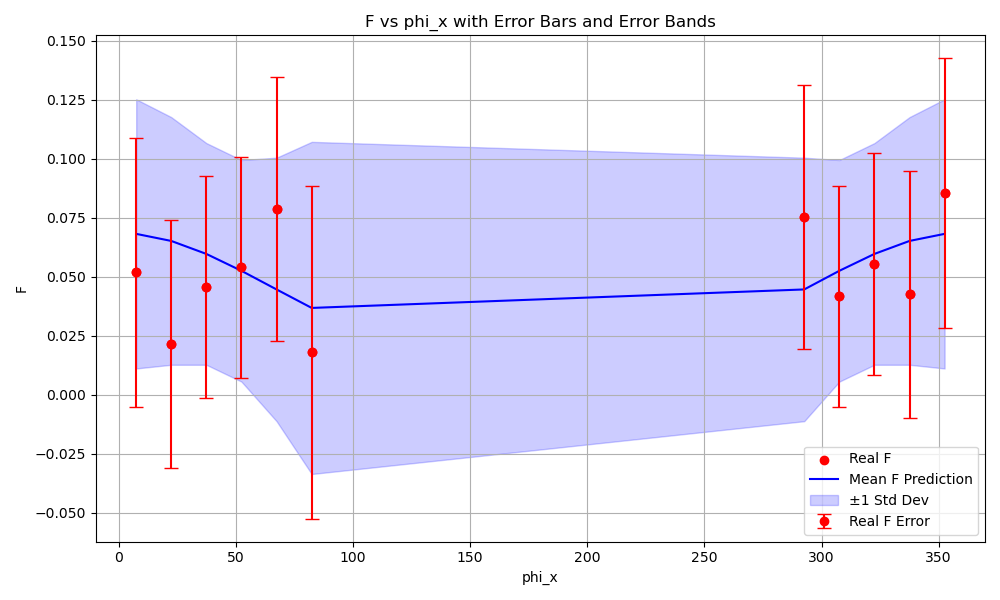 F vs phi_x with Error Bars and Error Bands
0.150
0.125
0.100
0.075
0.050
0.025
0.000
−0.025
−0.050
F
0
50
100
150
200
250
300
350
phi_x
Real F
Mean F Prediction
±1 Std Dev
Real F Error